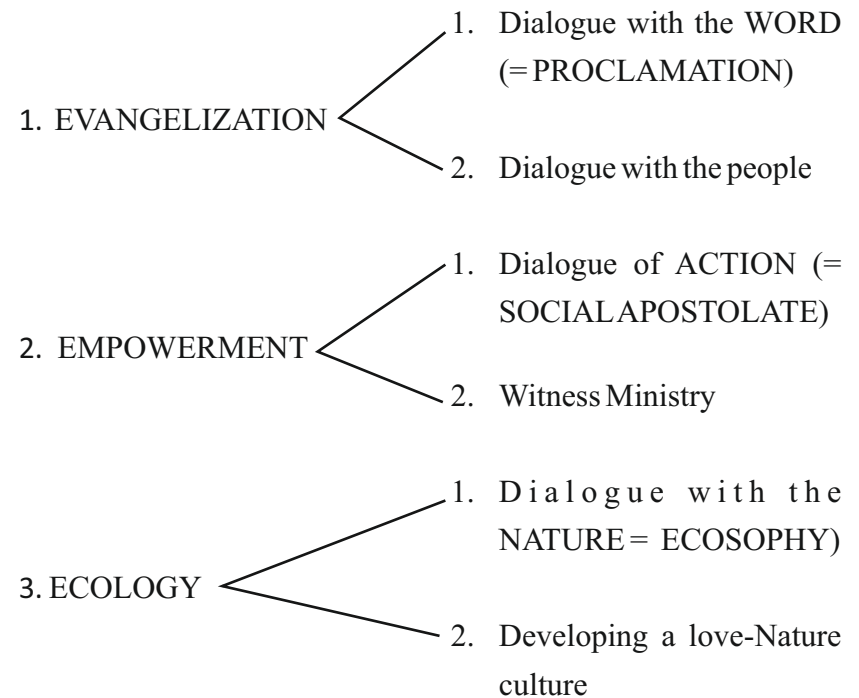 1. Dialogue with the WORD
(= PROCLAMATION)
1. EVANGELIZATION
2. Dialogue with the people
1. Dialogue of ACTION (=
SOCIAL APOSTOLATE)
2. EMPOWERMENT
2. Witness Ministry
1. Dialogue with the
NATURE = ECOSOPHY)
3. ECOLOGY
2. Developing a love-Nature
culture